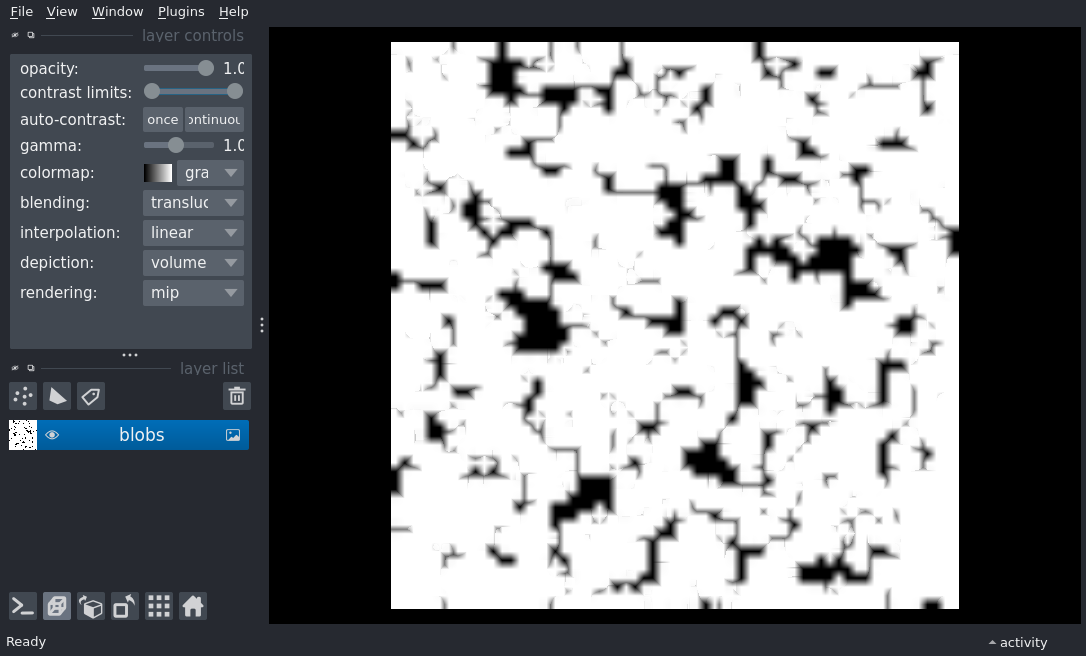 File View Window Plugins Help
layer controls
opacity: 1.0
contrast limits:
auto-contrast: once ontinuou
gamma: 1.0
colormap: gra
blending: transluc
interpolation: linear
depiction: volume
rendering: mip
layer list
blobs
Ready
activity